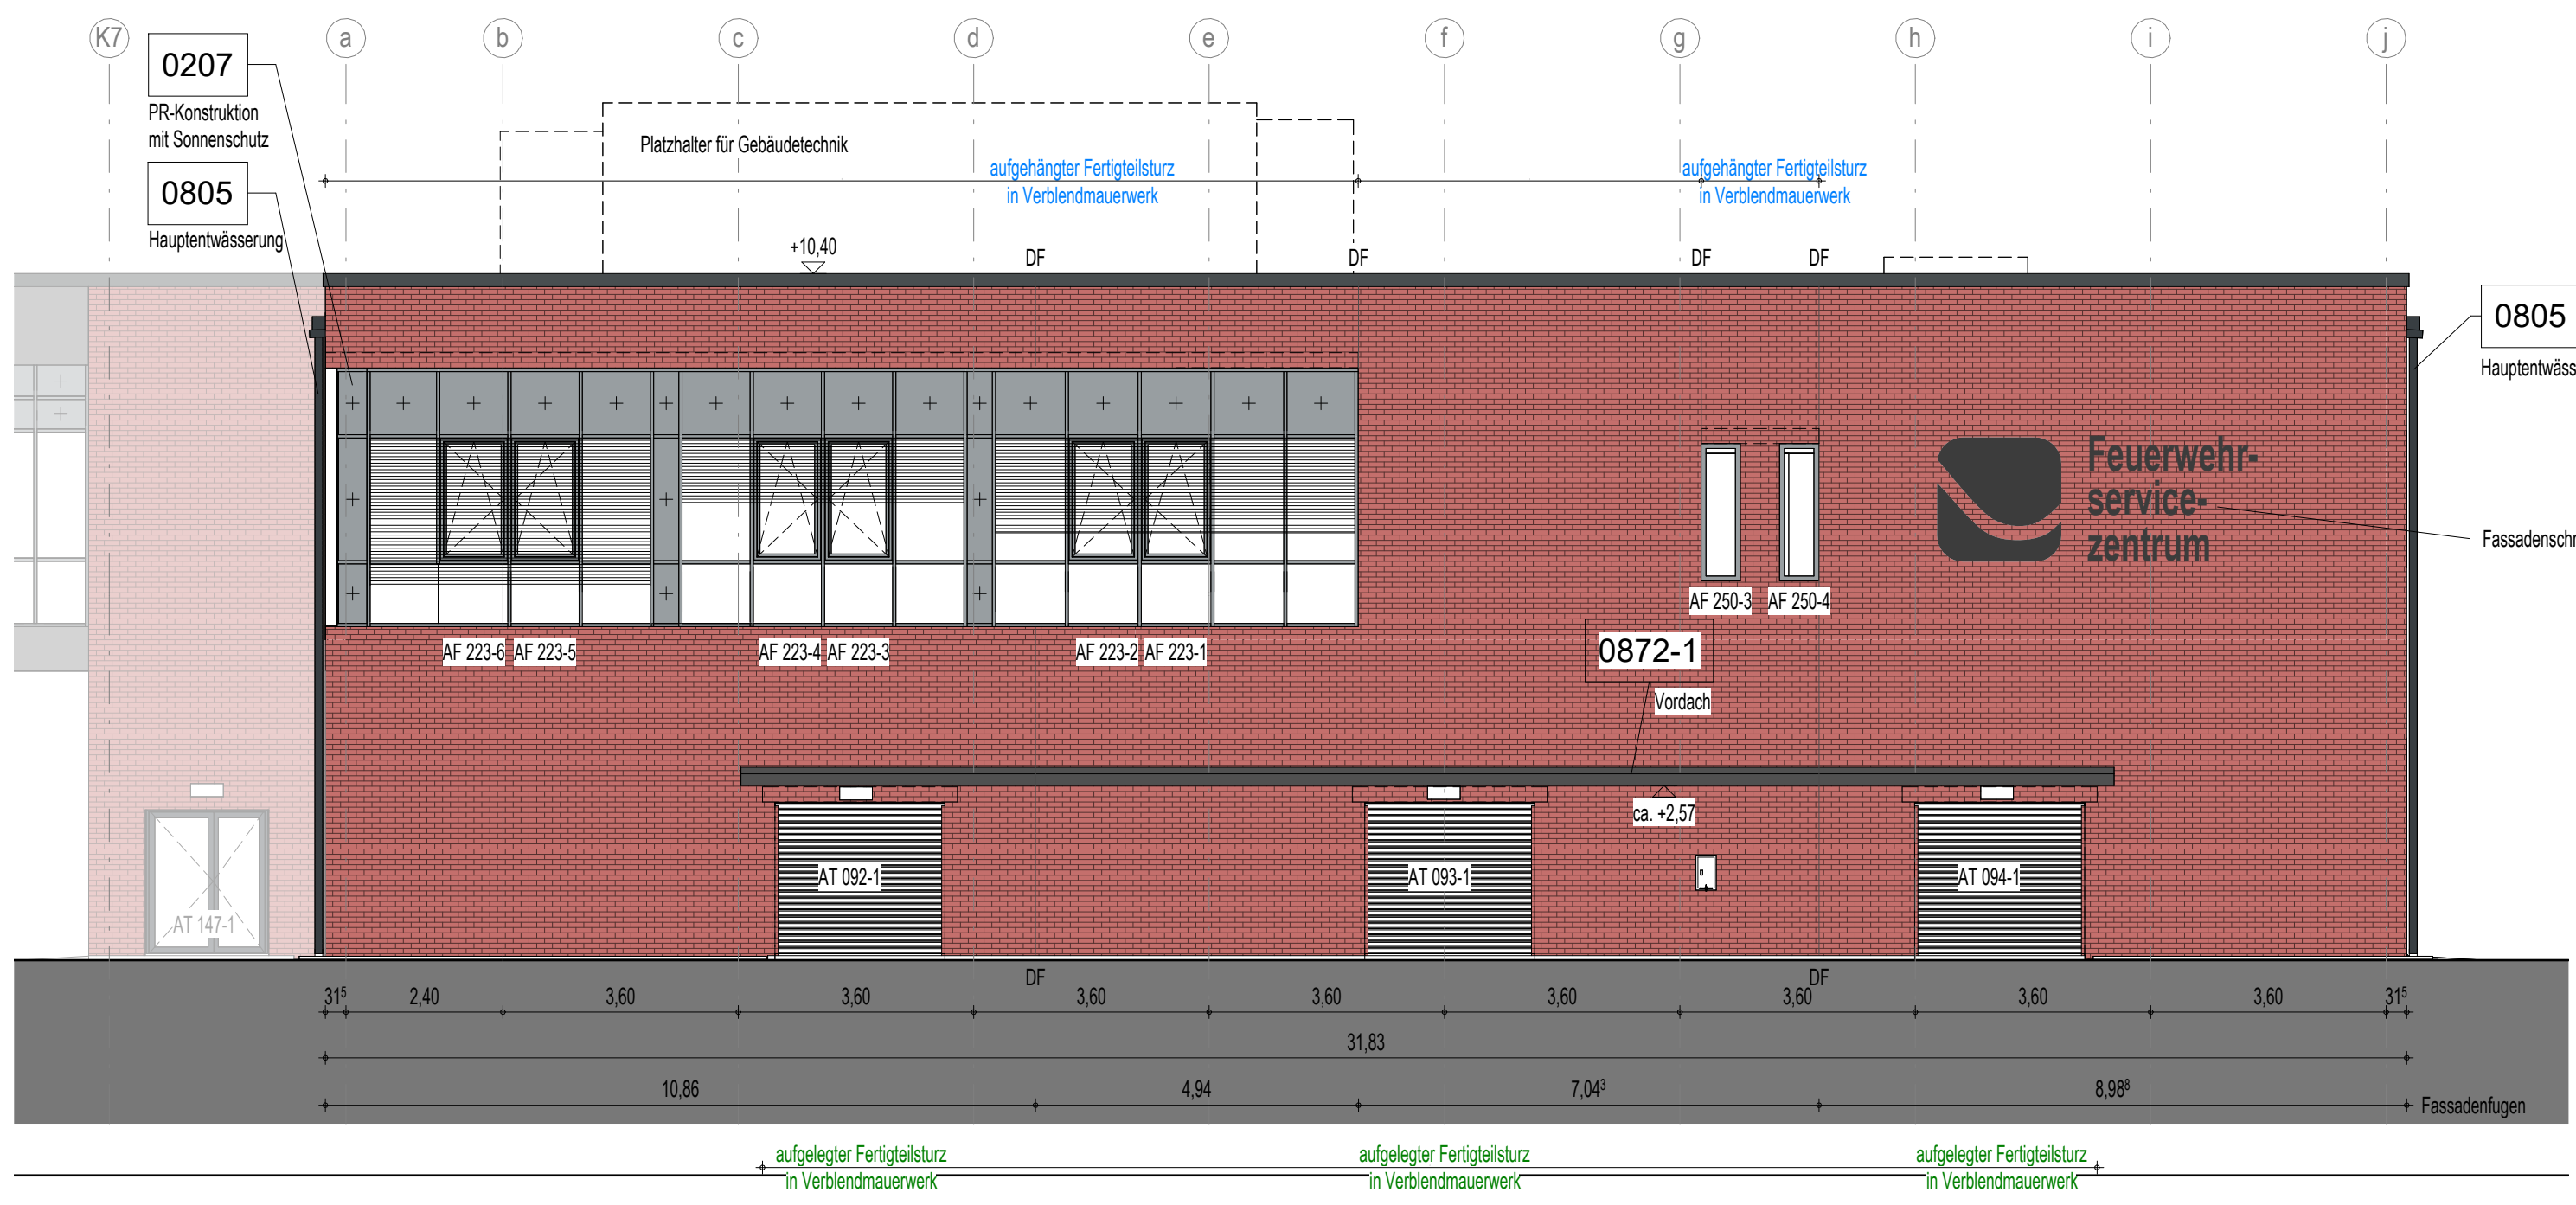 K7 a b c d e f g h i j
0207
PR-Konstruktion
mit Sonnenschutz
0805
Hauptentwässerung
Platzhalter für Gebäudetechnik
aufgehängter Fertigteilsturz
in Verblendmauerwerk
aufgehängter Fertigteilsturz
in Verblendmauerwerk
+10,40
DF DF DF DF
0805
Hauptentwäss
Feuerwehr-
service-
zentrum
Fassadenschr
AF 250-3 AF 250-4
AF 223-6 AF 223-5 AF 223-4 AF 223-3 AF 223-2 AF 223-1
0872-1
Vordach
ca. +2,57
AT 092-1 AT 093-1 AT 094-1
AT 147-1
DF DF
31⁵ 2,40 3,60 3,60 3,60 3,60 3,60 3,60 3,60 3,60 31⁵
31,83
10,86 4,94 7,04³ 8,98⁸
Fassadenfugen
aufgelegter Fertigteilsturz
in Verblendmauerwerk
aufgelegter Fertigteilsturz
in Verblendmauerwerk
aufgelegter Fertigteilsturz
in Verblendmauerwerk